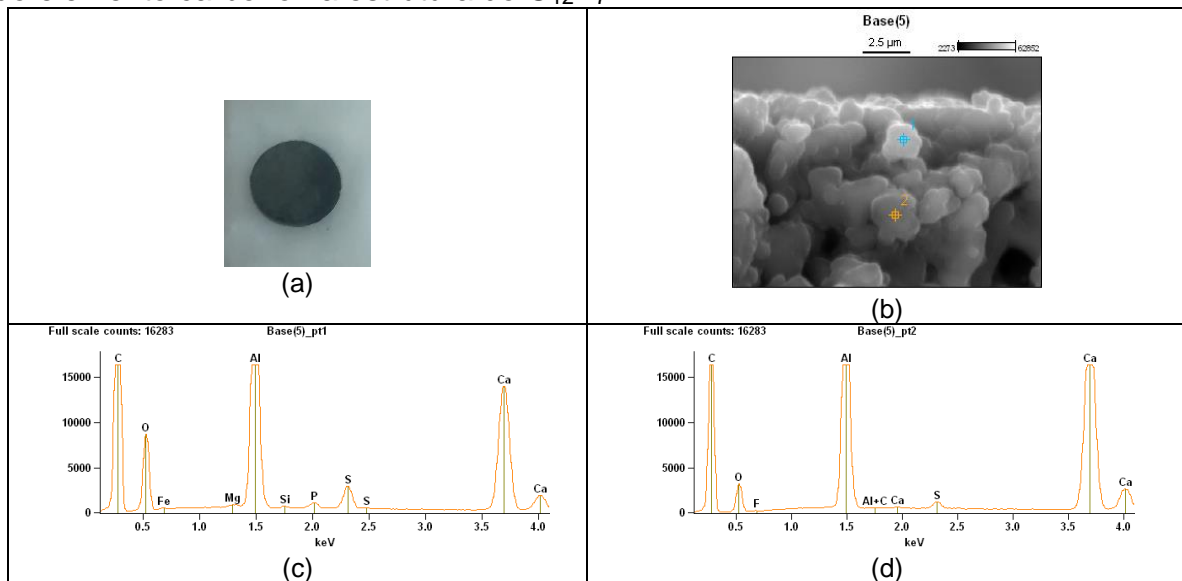 Base(5)
2.5 µm
2273
62852
1
2
(a)
(b)
Full scale counts: 16283
Base(5)_pt1
C
Al
Ca
O
Fe
Mg
Si
P
S
S
Ca
15000
10000
5000
0
0.5
1.0
1.5
2.0
2.5
3.0
3.5
4.0
keV
(c)
Full scale counts: 16283
Base(5)_pt2
C
Al
Ca
O
F
Al+C
Ca
S
Ca
15000
10000
5000
0
0.5
1.0
1.5
2.0
2.5
3.0
3.5
4.0
keV
(d)